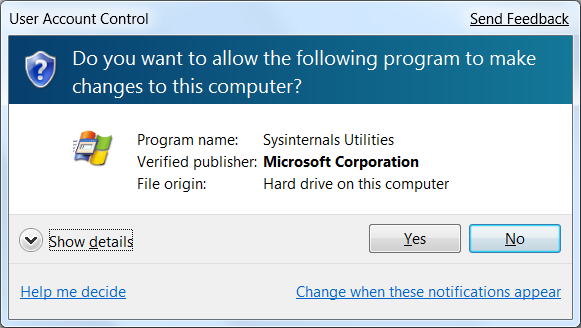 User Account Control
Send Feedback
Do you want to allow the following program to make
changes to this computer?
Program name: Sysinternals Utilities
Verified publisher: Microsoft Corporation
File origin: Hard drive on this computer
Show details
Yes
No
Help me decide
Change when these notifications appear